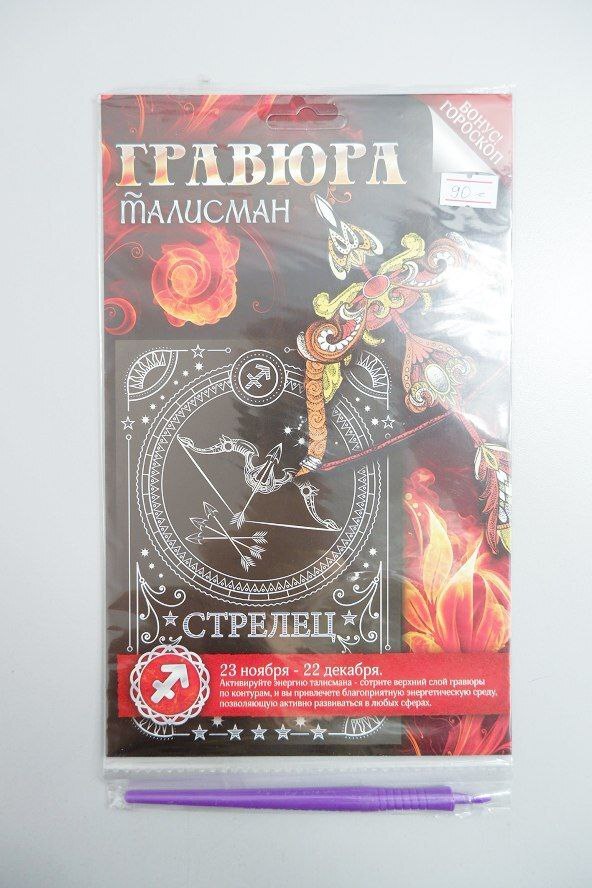 БОНУС!
ГОРОСКОП
ГРАВЮРА
90=
ТАЛИСМАН
СТРЕЛЕЦ
23 ноября - 22 декабря.
Активируйте энергию талисмана - сотрите верхний слой гравюры
по контурам, и вы привлечете благоприятную энергетическую среду,
позволяющую активно развиваться в любых сферах.